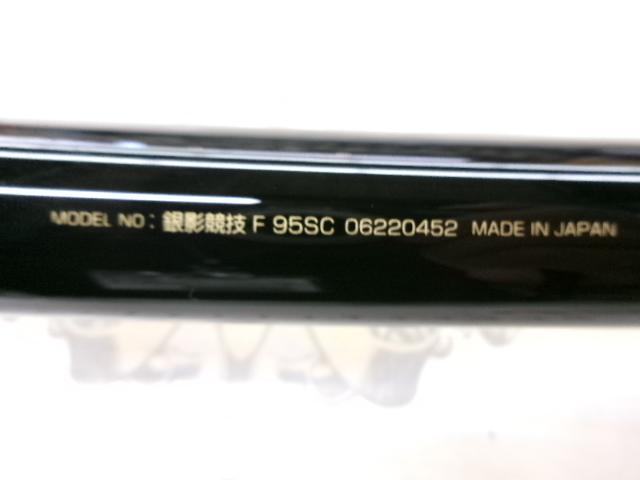 MODEL NO: 銀影競技 F 95SC 06220452 MADE IN JAPAN